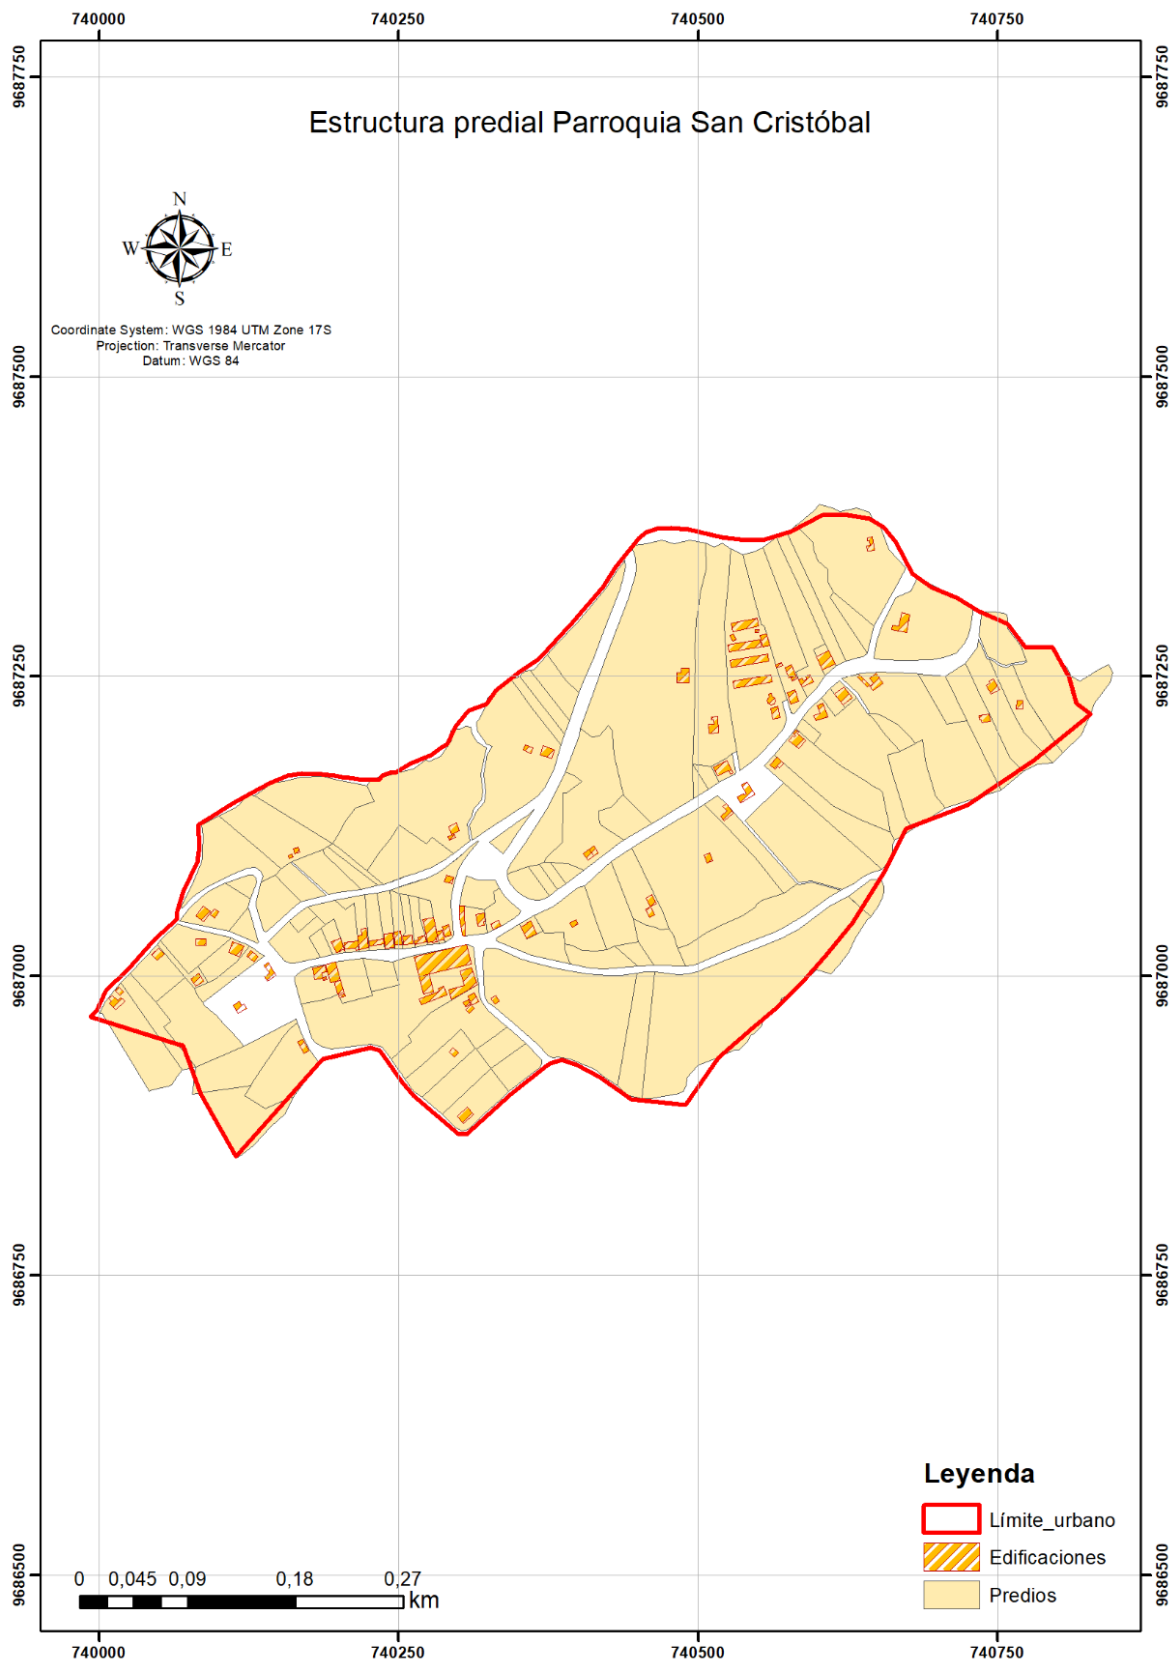 740000 740250 740500 740750
9687750 9687750
Estructura predial Parroquia San Cristóbal
N
W E
S
Coordinate System: WGS 1984 UTM Zone 17S
Projection: Transverse Mercator
Datum: WGS 84
9687500 9687500
9687250 9687250
9687000 9687000
9686750 9686750
Leyenda
Límite_urbano
Edificaciones
Predios
9686500 9686500
0 0,045 0,09 0,18 0,27
km
740000 740250 740500 740750